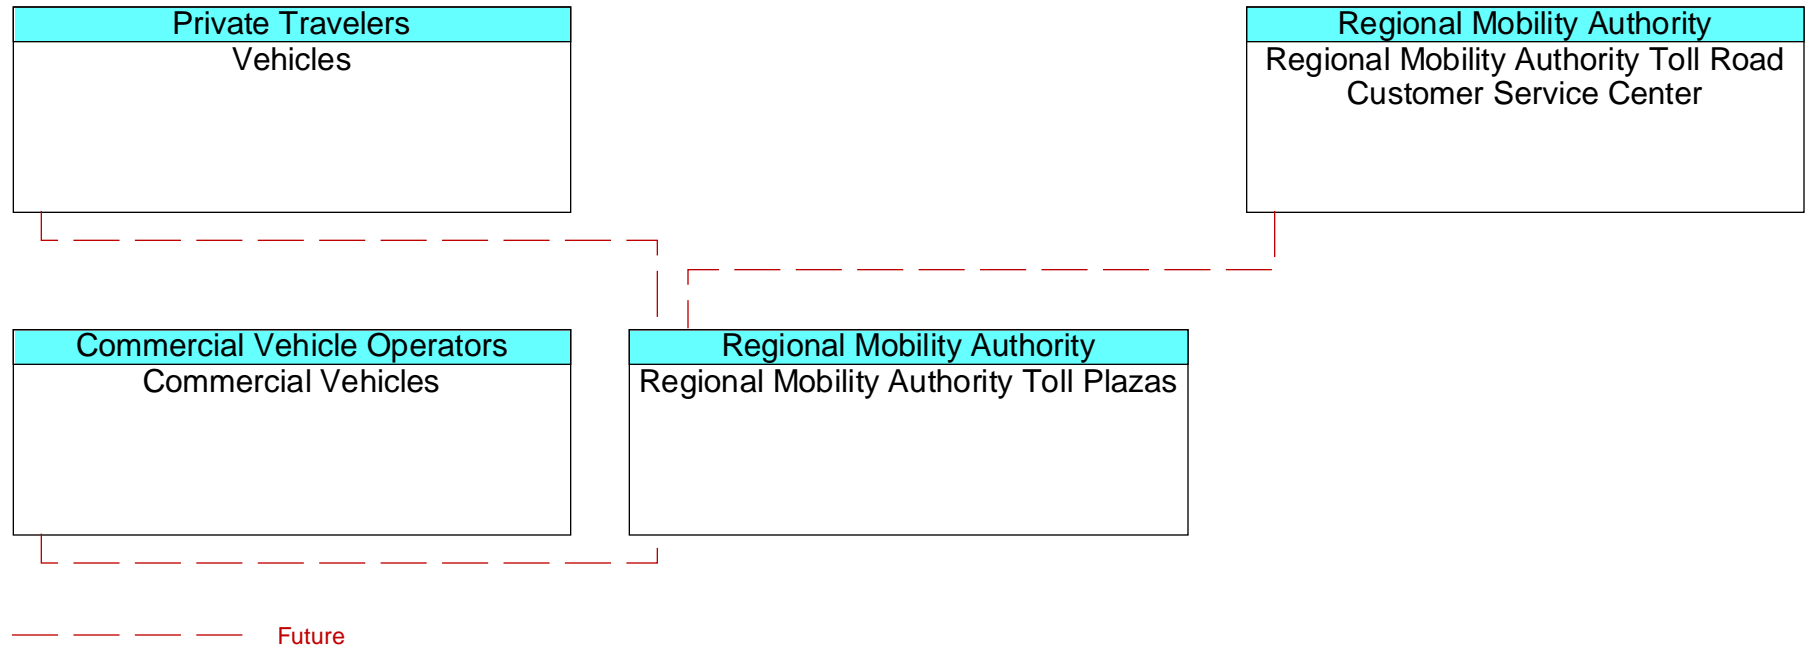 Private Travelers
Vehicles
Regional Mobility Authority
Regional Mobility Authority Toll Road
Customer Service Center
Commercial Vehicle Operators
Commercial Vehicles
Regional Mobility Authority
Regional Mobility Authority Toll Plazas
Future